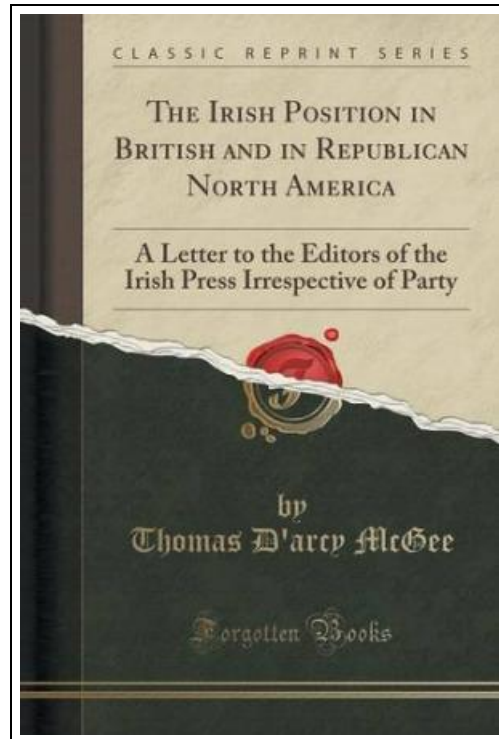 CLASSIC REPRINT SERIES
THE IRISH POSITION IN
BRITISH AND IN REPUBLICAN
NORTH AMERICA
A Letter to the Editors of the
Irish Press Irrespective of Party
F
by
Thomas D'arcy McGee
Forgotten Books